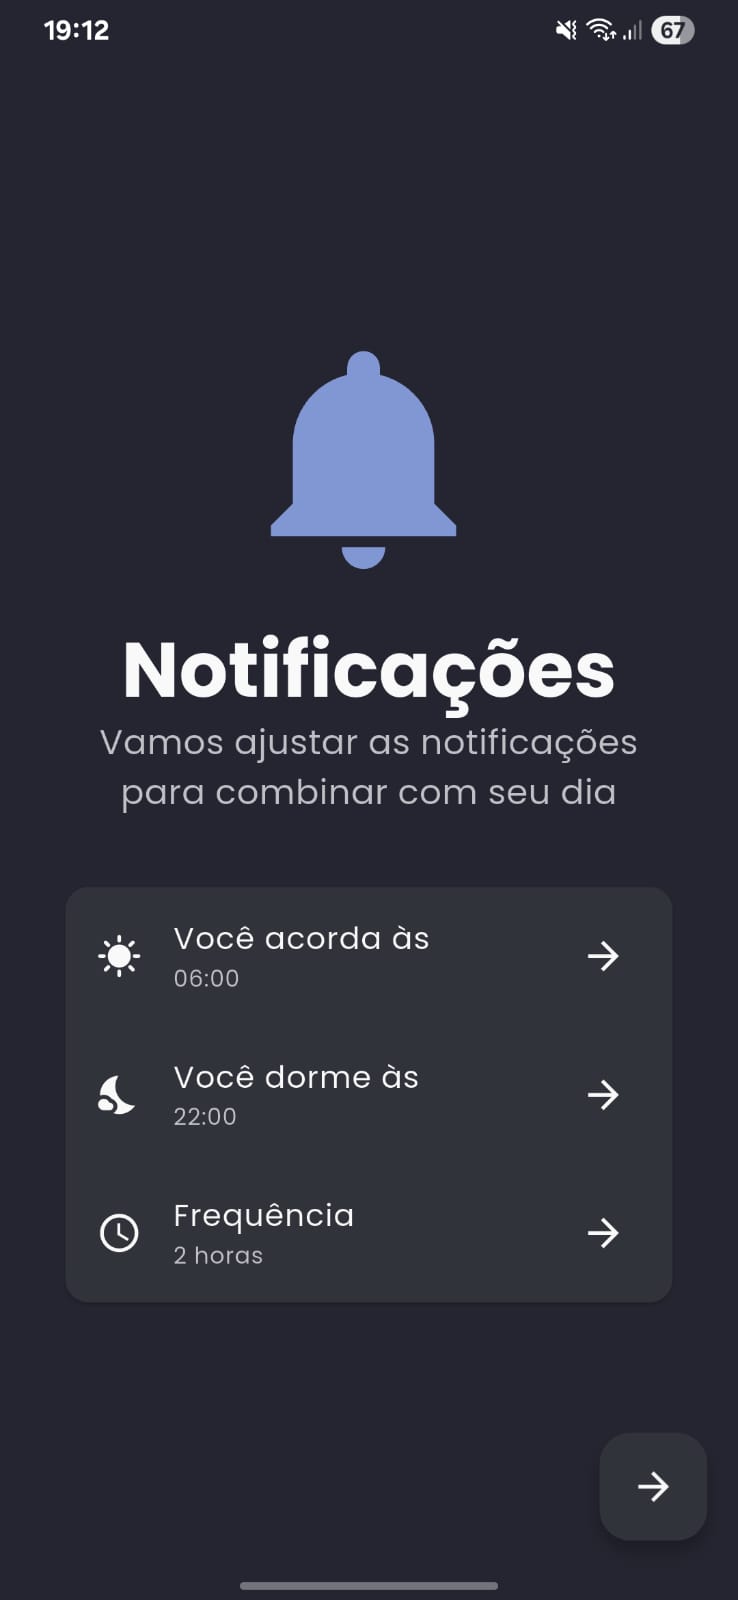 19:12
67
Notificações
Vamos ajustar as notificações
para combinar com seu dia
Você acorda às
06:00
Você dorme às
22:00
Frequência
2 horas